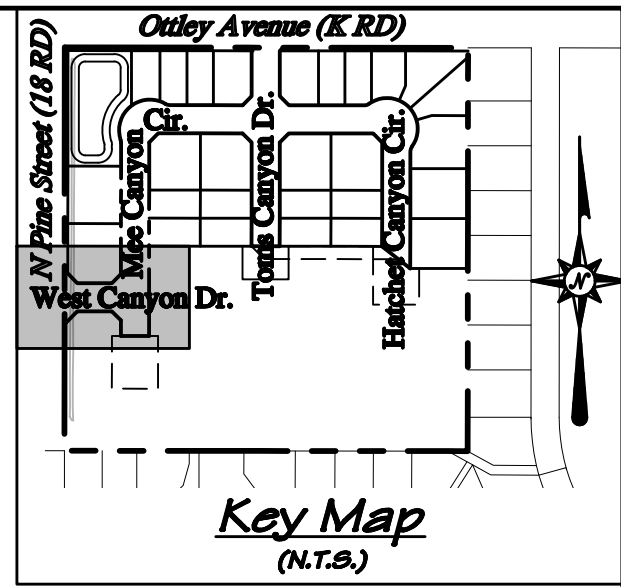 Ottley Avenue (K RD)
N Pine Street (18 RD)
Mee Canyon Cir.
Toms Canyon Dr.
Hatchet Canyon Cir.
West Canyon Dr.
N
Key Map
(N.T.S.)